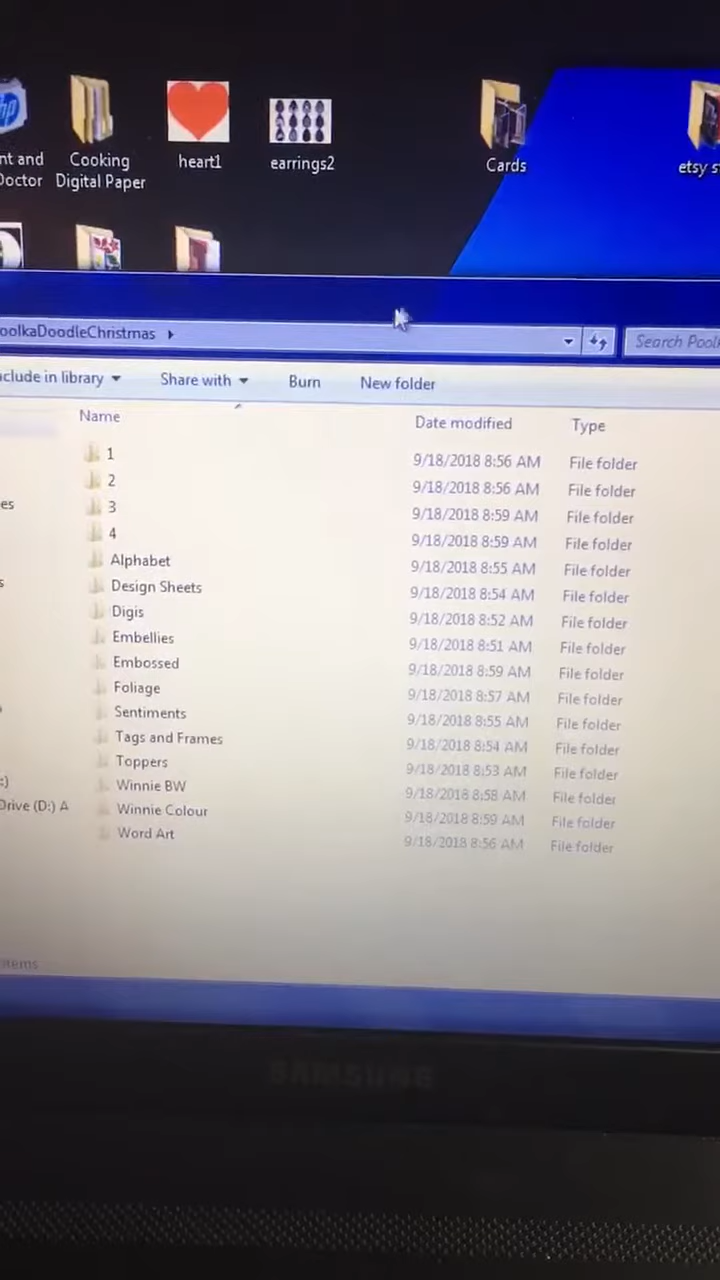 nt and Doctor
Cooking Digital Paper
heart1
earrings2
Cards
etsy s
oolkaDoodleChristmas
Search Pool
nclude in library Share with Burn New folder
Name Date modified Type
1 9/18/2018 8:56 AM File folder
2 9/18/2018 8:56 AM File folder
3 9/18/2018 8:59 AM File folder
4 9/18/2018 8:59 AM File folder
Alphabet 9/18/2018 8:55 AM File folder
Design Sheets 9/18/2018 8:54 AM File folder
Digis 9/18/2018 8:52 AM File folder
Embellies 9/18/2018 8:51 AM File folder
Embossed 9/18/2018 8:59 AM File folder
Foliage 9/18/2018 8:57 AM File folder
Sentiments 9/18/2018 8:55 AM File folder
Tags and Frames 9/18/2018 8:54 AM File folder
Toppers 9/18/2018 8:53 AM File folder
Winnie BW 9/18/2018 8:58 AM File folder
Winnie Colour 9/18/2018 8:59 AM File folder
Drive (D:) A
Word Art 9/18/2018 8:56 AM File folder
items
SAMSUNG